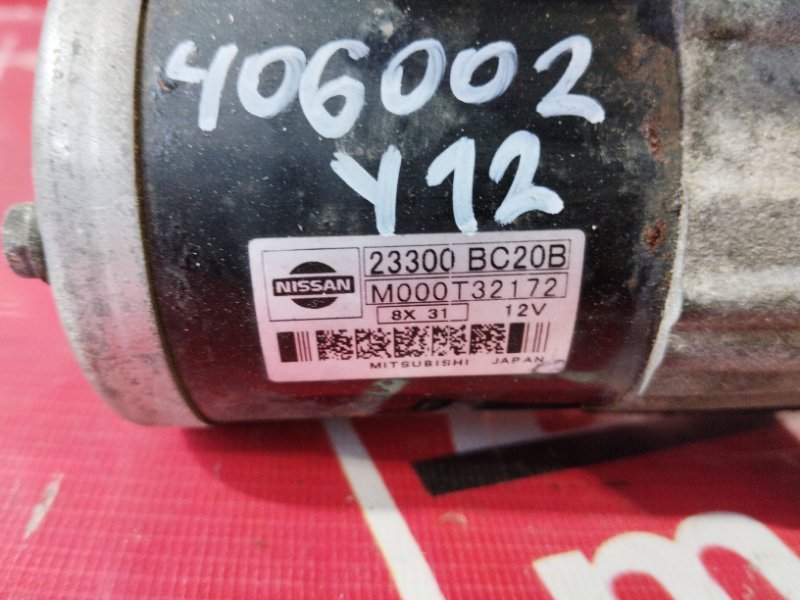 406002
Y12
NISSAN
23300 BC20B
M000T32172
8X 31 12V
MITSUBISHI JAPAN